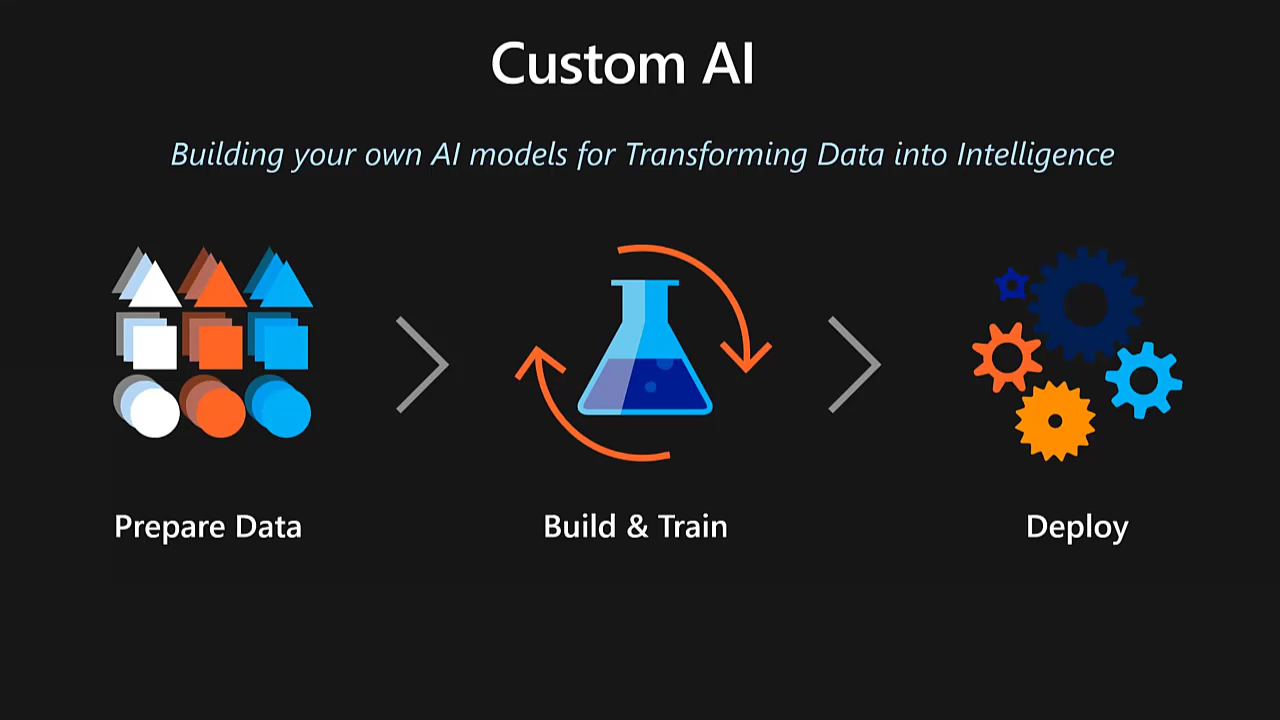 Custom AI
Building your own AI models for Transforming Data into Intelligence
Prepare Data
Build & Train
Deploy